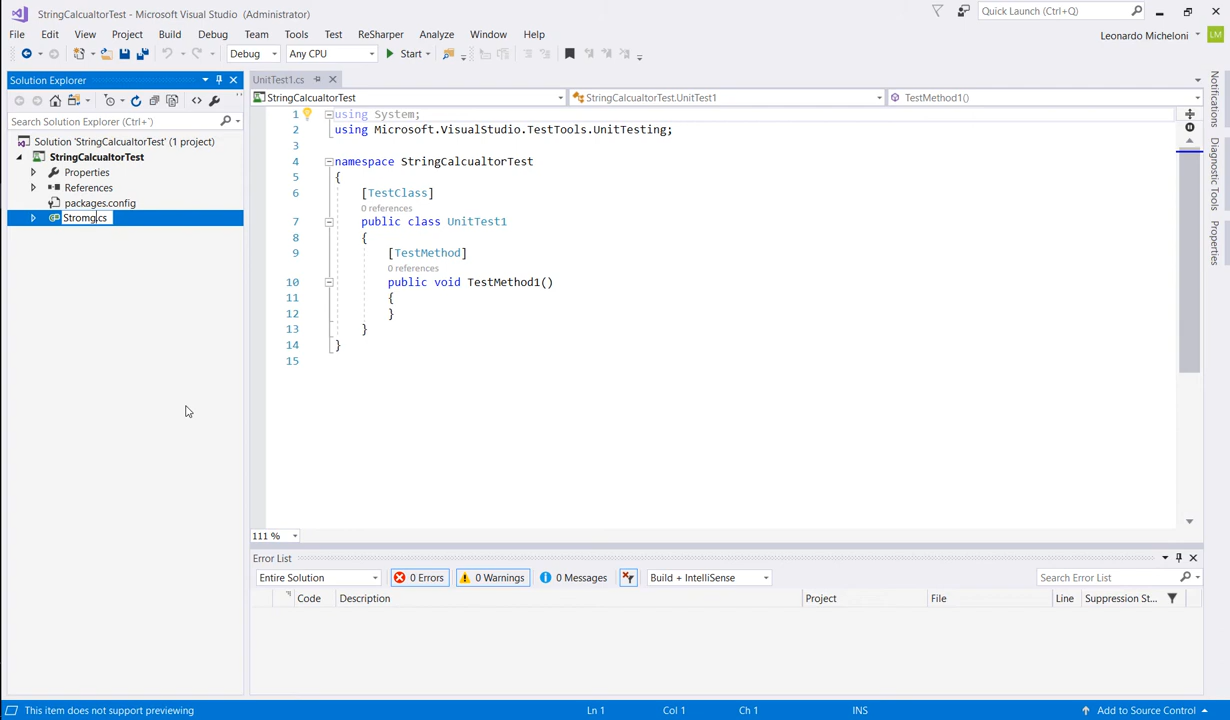 StringCalcualtorTest - Microsoft Visual Studio (Administrator)
Quick Launch (Ctrl+Q)
File Edit View Project Build Debug Team Tools Test ReSharper Analyze Window Help
Leonardo Micheloni LM
Debug Any CPU Start
Solution Explorer
Search Solution Explorer (Ctrl+´)
Solution 'StringCalcualtorTest' (1 project)
StringCalcualtorTest
Properties
References
packages.config
Stromg.cs
UnitTest1.cs
StringCalcualtorTest StringCalcualtorTest.UnitTest1 TestMethod1()
1 using System;
2 using Microsoft.VisualStudio.TestTools.UnitTesting;
3
4 namespace StringCalcualtorTest
5 {
6 [TestClass]
0 references
7 public class UnitTest1
8 {
9 [TestMethod]
0 references
10 public void TestMethod1()
11 {
12 }
13 }
14 }
15
111 %
Notifications
Diagnostic Tools
Properties
Error List
Entire Solution 0 Errors 0 Warnings 0 Messages Build + IntelliSense Search Error List
Code Description Project File Line Suppression St...
This item does not support previewing Ln 1 Col 1 Ch 1 INS Add to Source Control